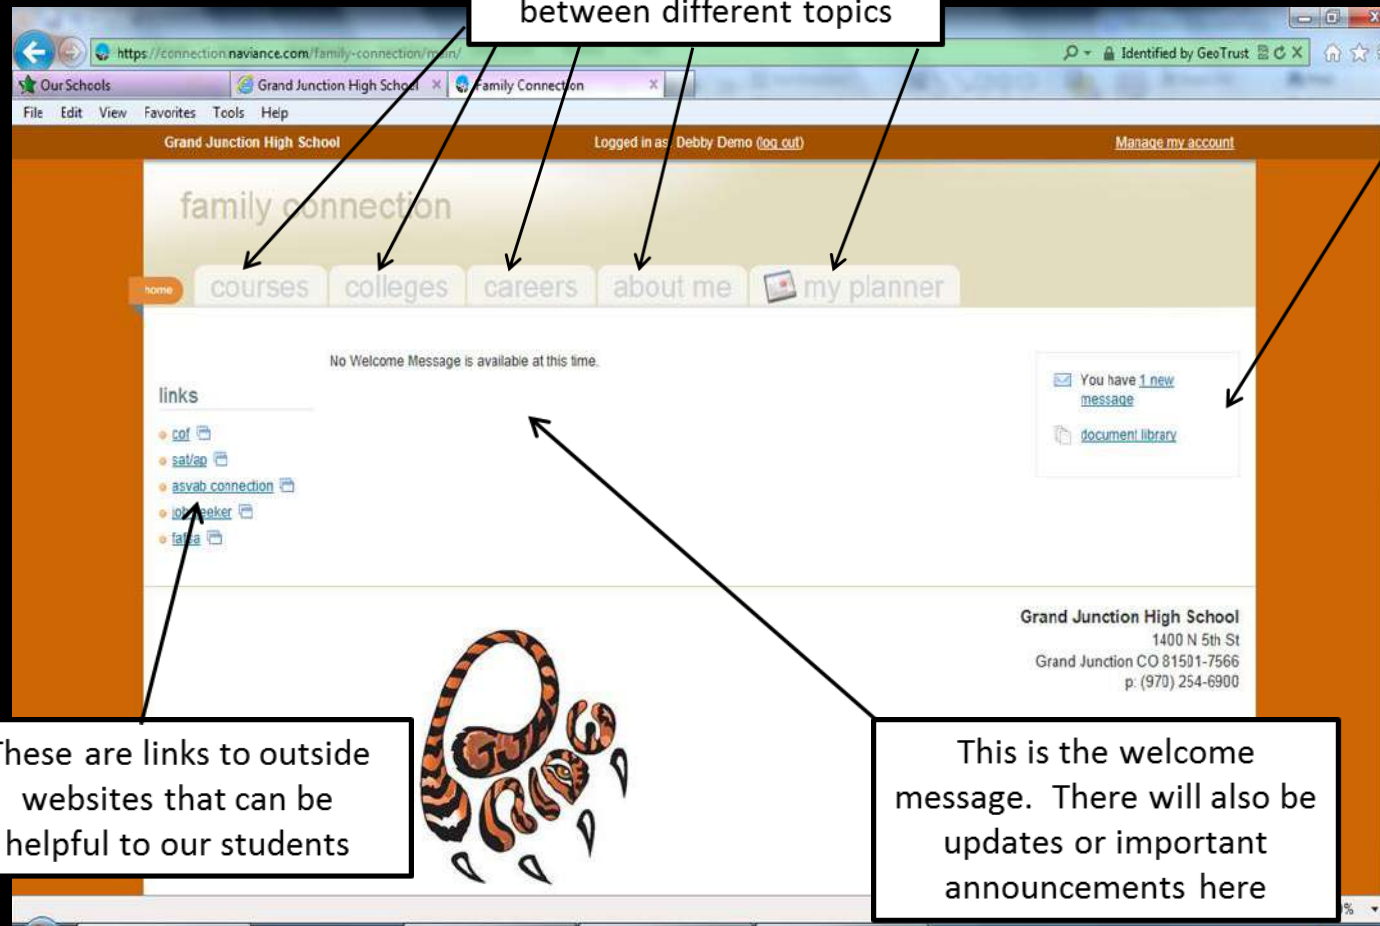 between different topics
https://connection.naviance.com/family-connection/main/
Identified by GeoTrust
Our Schools
Grand Junction High School
Family Connection
File Edit View Favorites Tools Help
Grand Junction High School
Logged in as: Debby Demo (log out)
Manage my account
family connection
home
courses
colleges
careers
about me
my planner
No Welcome Message is available at this time.
You have 1 new
message
document library
links
cof
sat/ap
asvab connection
job seeker
fafsa
Grand Junction High School
1400 N 5th St
Grand Junction CO 81501-7566
p: (970) 254-6900
These are links to outside
websites that can be
helpful to our students
This is the welcome
message. There will also be
updates or important
announcements here